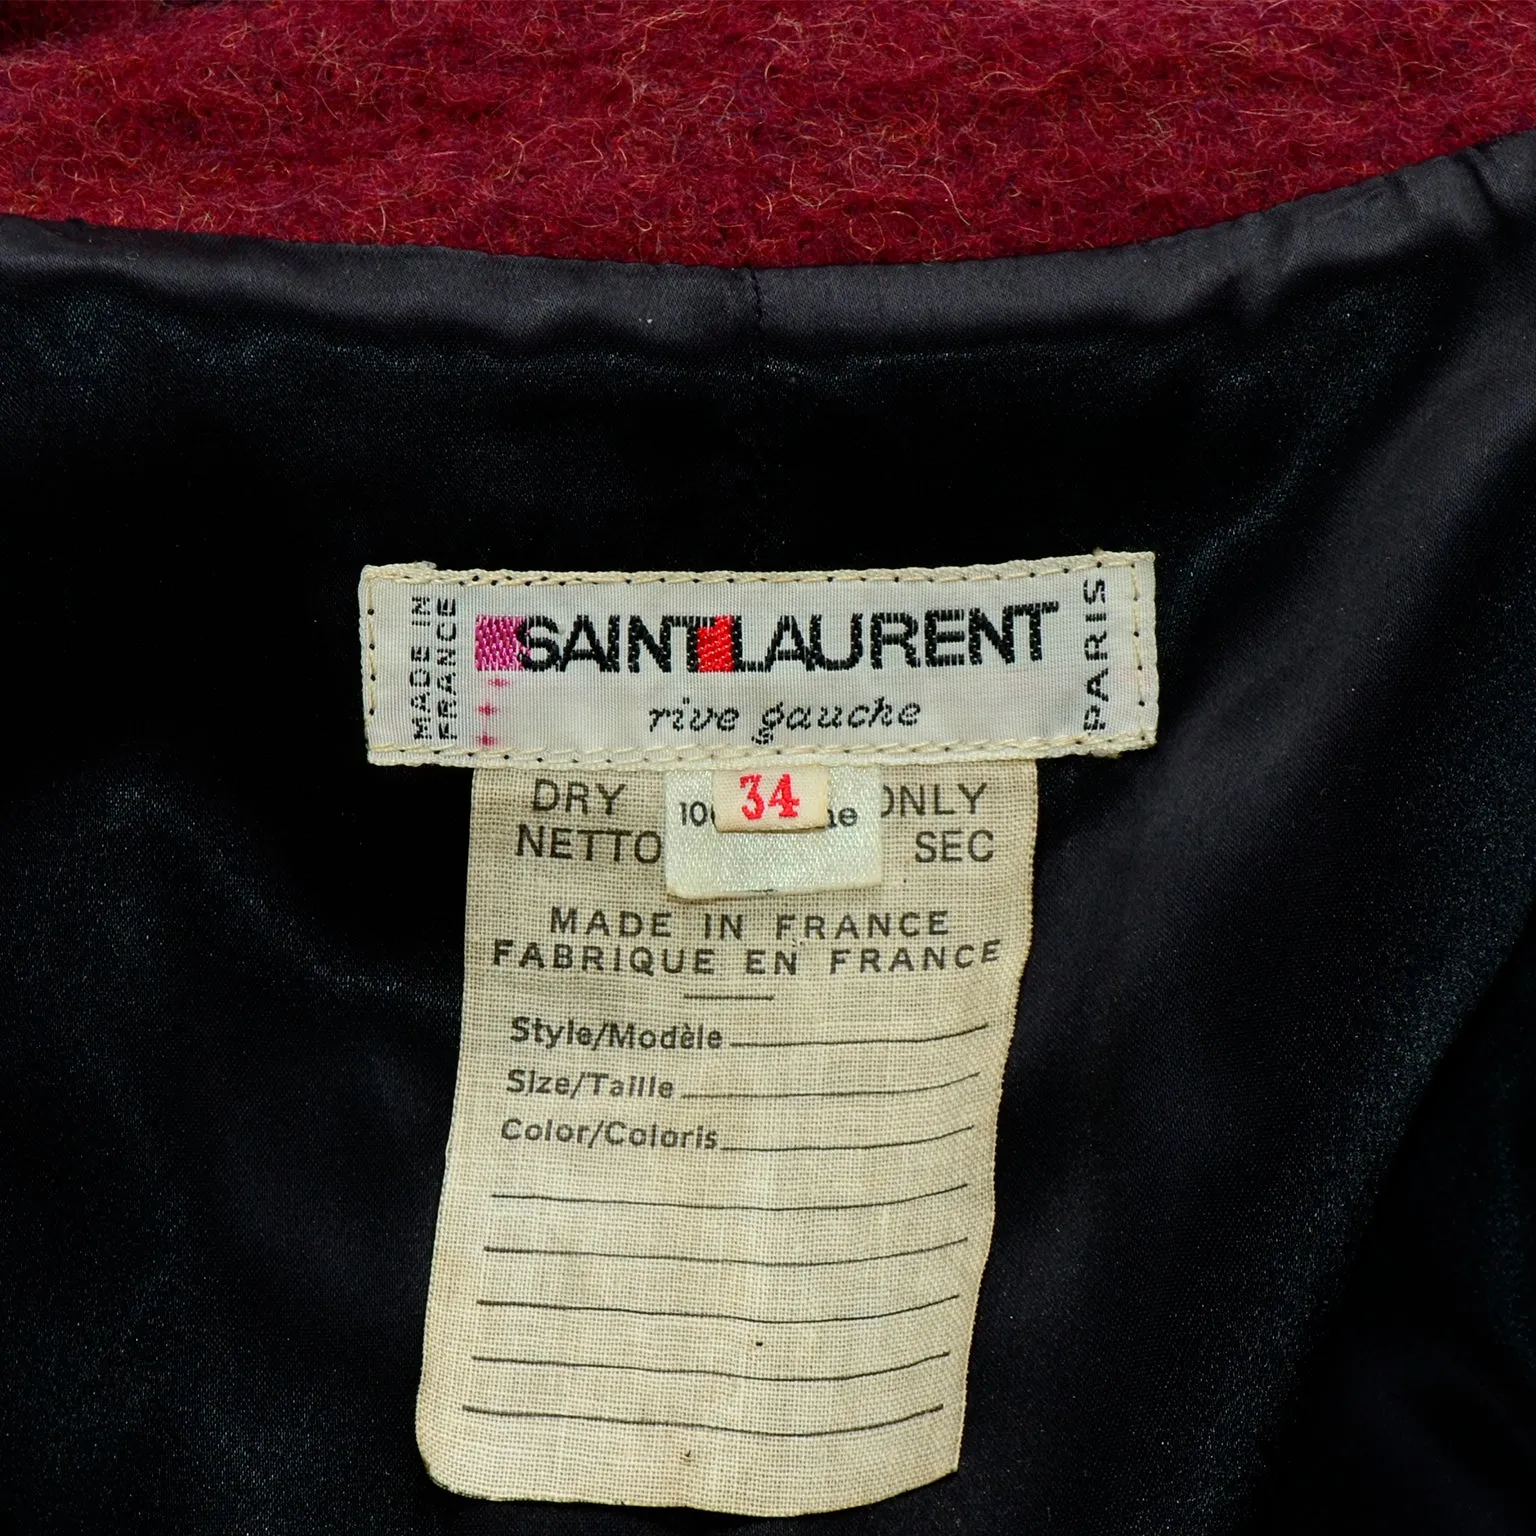 MADE IN
FRANCE
SAINT LAURENT
rive gauche
PARIS
34
DRY ONLY
NETTO SEC
MADE IN FRANCE
FABRIQUE EN FRANCE
Style/Modèle
Size/Taille
Color/Coloris